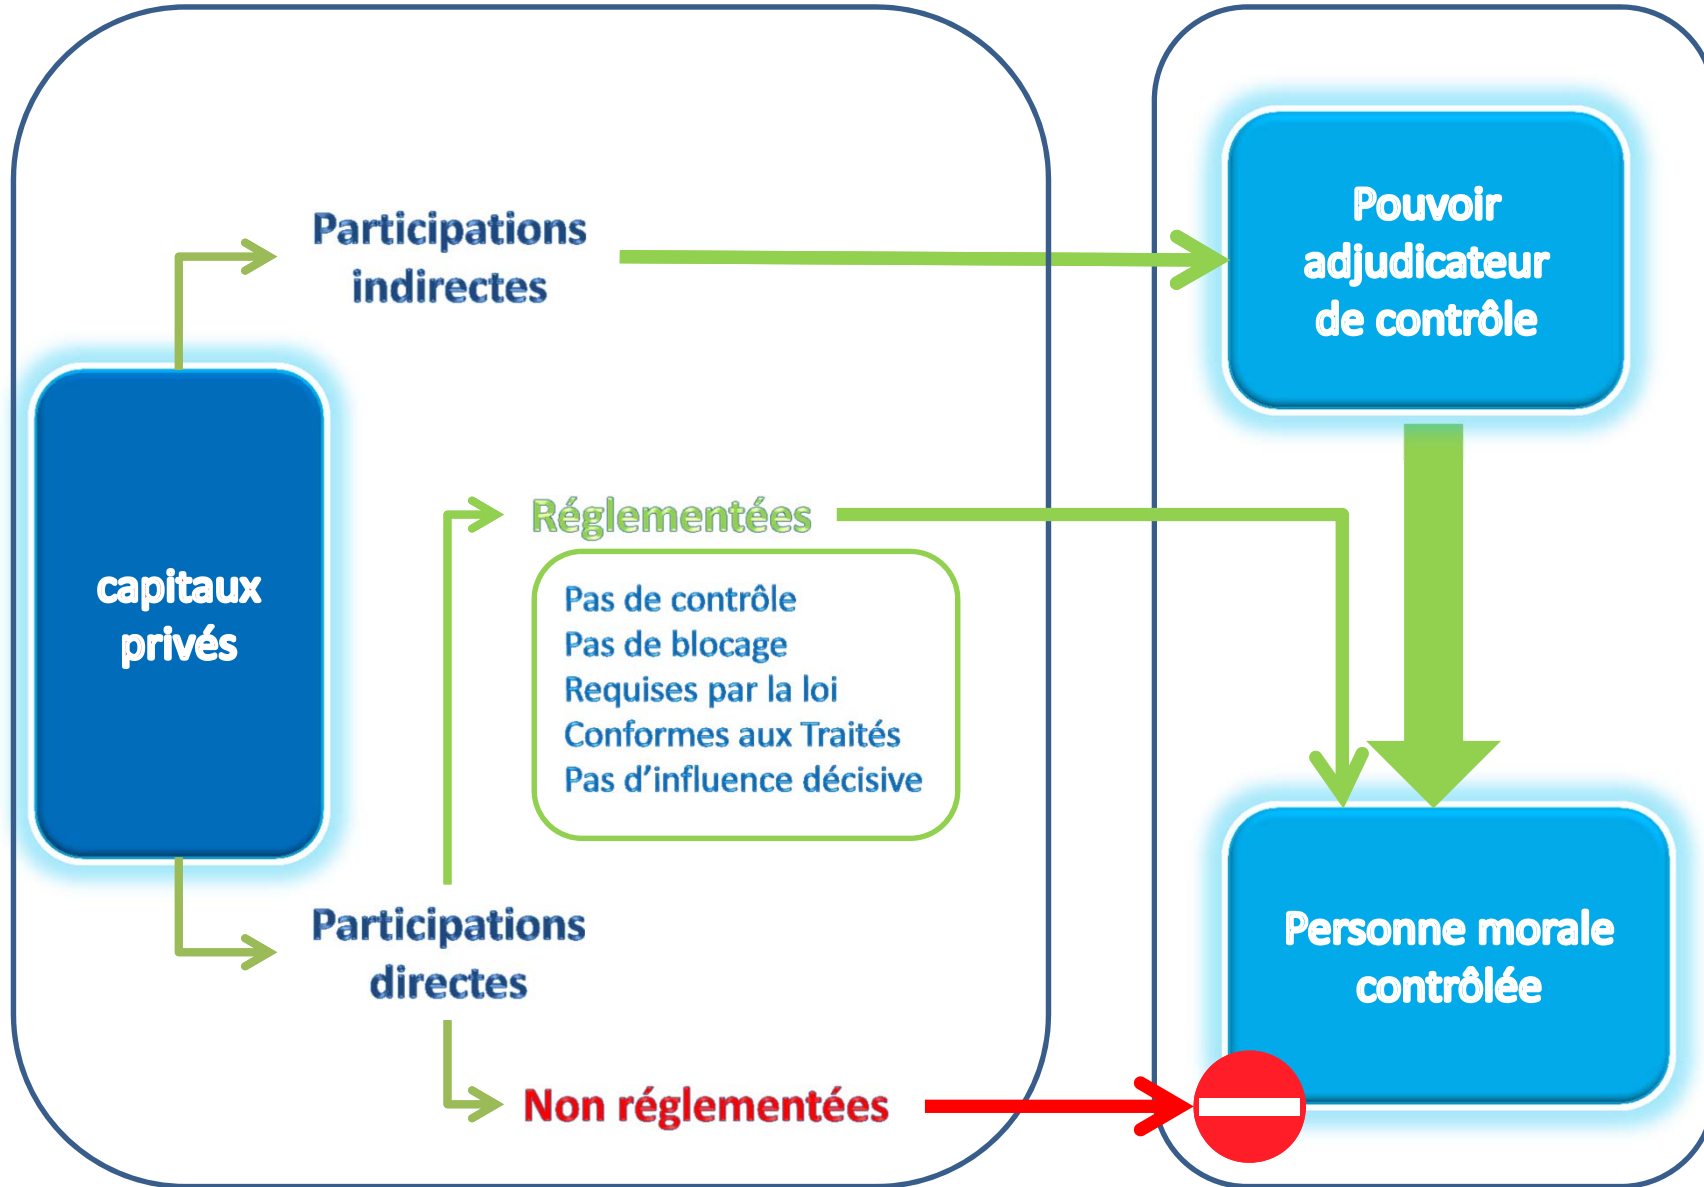 Participations
indirectes
Pouvoir
adjudicateur
de contrôle
capitaux
privés
Réglementées
Pas de contrôle
Pas de blocage
Requises par la loi
Conformes aux Traités
Pas d’influence décisive
Participations
directes
Personne morale
contrôlée
Non réglementées